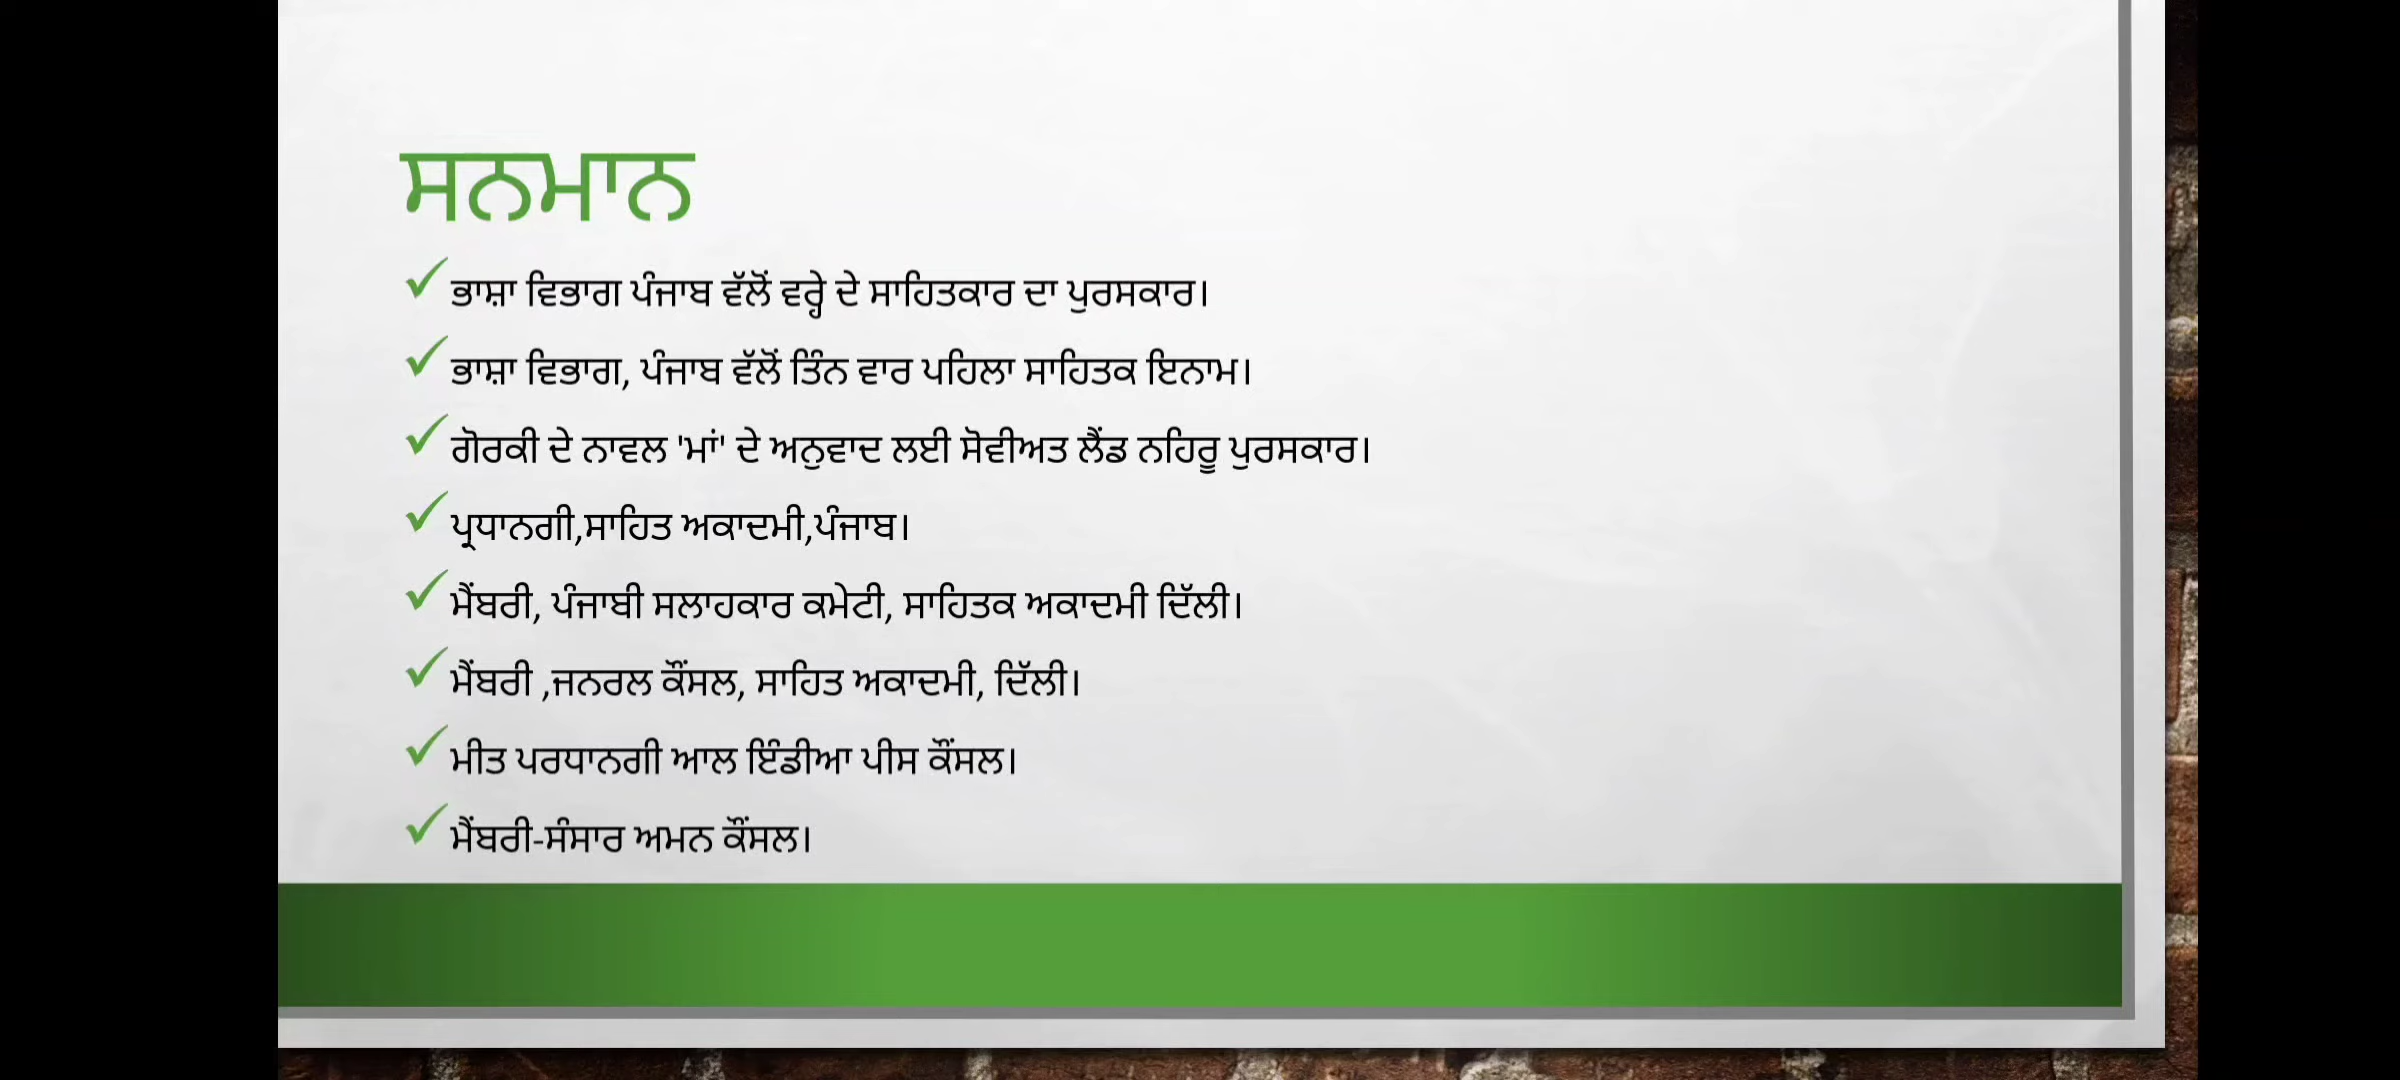 ਸਨਮਾਨ
ਭਾਸ਼ਾ ਵਿਭਾਗ ਪੰਜਾਬ ਵੱਲੋਂ ਵਰ੍ਹੇ ਦੇ ਸਾਹਿਤਕਾਰ ਦਾ ਪੁਰਸਕਾਰ।
ਭਾਸ਼ਾ ਵਿਭਾਗ, ਪੰਜਾਬ ਵੱਲੋਂ ਤਿੰਨ ਵਾਰ ਪਹਿਲਾ ਸਾਹਿਤਕ ਇਨਾਮ।
ਗੋਰਕੀ ਦੇ ਨਾਵਲ 'ਮਾਂ' ਦੇ ਅਨੁਵਾਦ ਲਈ ਸੋਵੀਅਤ ਲੈਂਡ ਨਹਿਰੂ ਪੁਰਸਕਾਰ।
ਪ੍ਰਧਾਨਗੀ,ਸਾਹਿਤ ਅਕਾਦਮੀ,ਪੰਜਾਬ।
ਮੈਂਬਰੀ, ਪੰਜਾਬੀ ਸਲਾਹਕਾਰ ਕਮੇਟੀ, ਸਾਹਿਤਕ ਅਕਾਦਮੀ ਦਿੱਲੀ।
ਮੈਂਬਰੀ ,ਜਨਰਲ ਕੌਂਸਲ, ਸਾਹਿਤ ਅਕਾਦਮੀ, ਦਿੱਲੀ।
ਮੀਤ ਪਰਧਾਨਗੀ ਆਲ ਇੰਡੀਆ ਪੀਸ ਕੌਂਸਲ।
ਮੈਂਬਰੀ-ਸੰਸਾਰ ਅਮਨ ਕੌਂਸਲ।